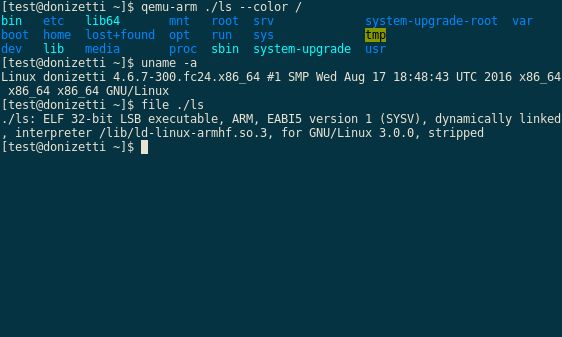 [test@donizetti ~]$ qemu-arm ./ls --color /
bin   etc   lib64       mnt   root  srv             system-upgrade-root  var
boot  home  lost+found  opt   run   sys             tmp
dev   lib   media       proc  sbin  system-upgrade  usr
[test@donizetti ~]$ uname -a
Linux donizetti 4.6.7-300.fc24.x86_64 #1 SMP Wed Aug 17 18:48:43 UTC 2016 x86_64
 x86_64 x86_64 GNU/Linux
[test@donizetti ~]$ file ./ls
./ls: ELF 32-bit LSB executable, ARM, EABI5 version 1 (SYSV), dynamically linked
, interpreter /lib/ld-linux-armhf.so.3, for GNU/Linux 3.0.0, stripped
[test@donizetti ~]$